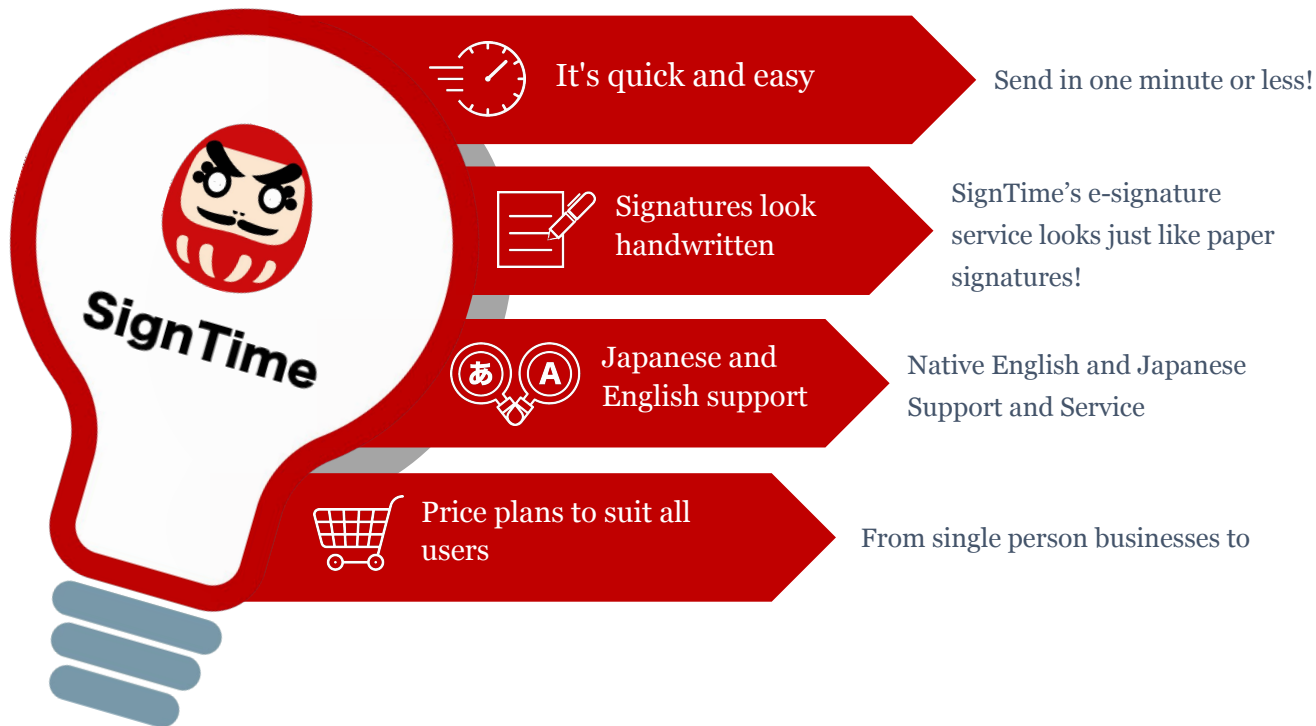 It's quick and easy
Send in one minute or less!
Signatures look
handwritten
SignTime’s e-signature
service looks just like paper
signatures!
SignTime
Japanese and
English support
あ A
Native English and Japanese
Support and Service
Price plans to suit all
users
From single person businesses to